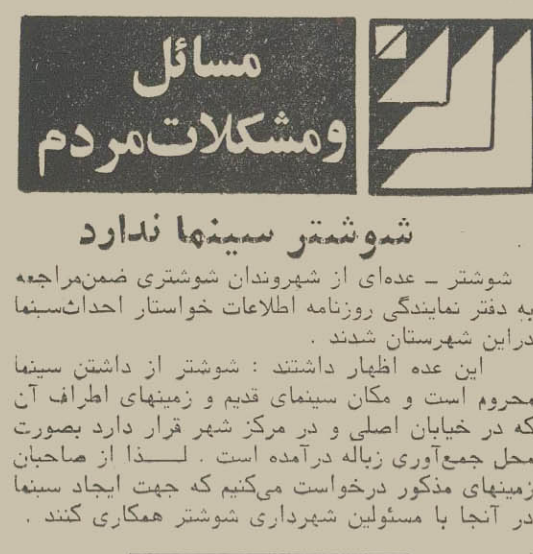 مسائل
ومشکلات‌مردم
شوشتر سینما ندارد
شوشتر ــ عده‌ای از شهروندان شوشتری ضمن‌مراجعه
به دفتر نمایندگی روزنامه اطلاعات خواستار احداث‌سینما
دراین شهرستان شدند .
این عده اظهار داشتند : شوشتر از داشتن سینما
محروم است و مکان سینمای قدیم و زمینهای اطراف آن
که در خیابان اصلی و در مرکز شهر قرار دارد بصورت
محل جمع‌آوری زباله درآمده است . لـــذا از صاحبان
زمینهای مذکور درخواست می‌کنیم که جهت ایجاد سینما
در آنجا با مسئولین شهرداری شوشتر همکاری کنند .